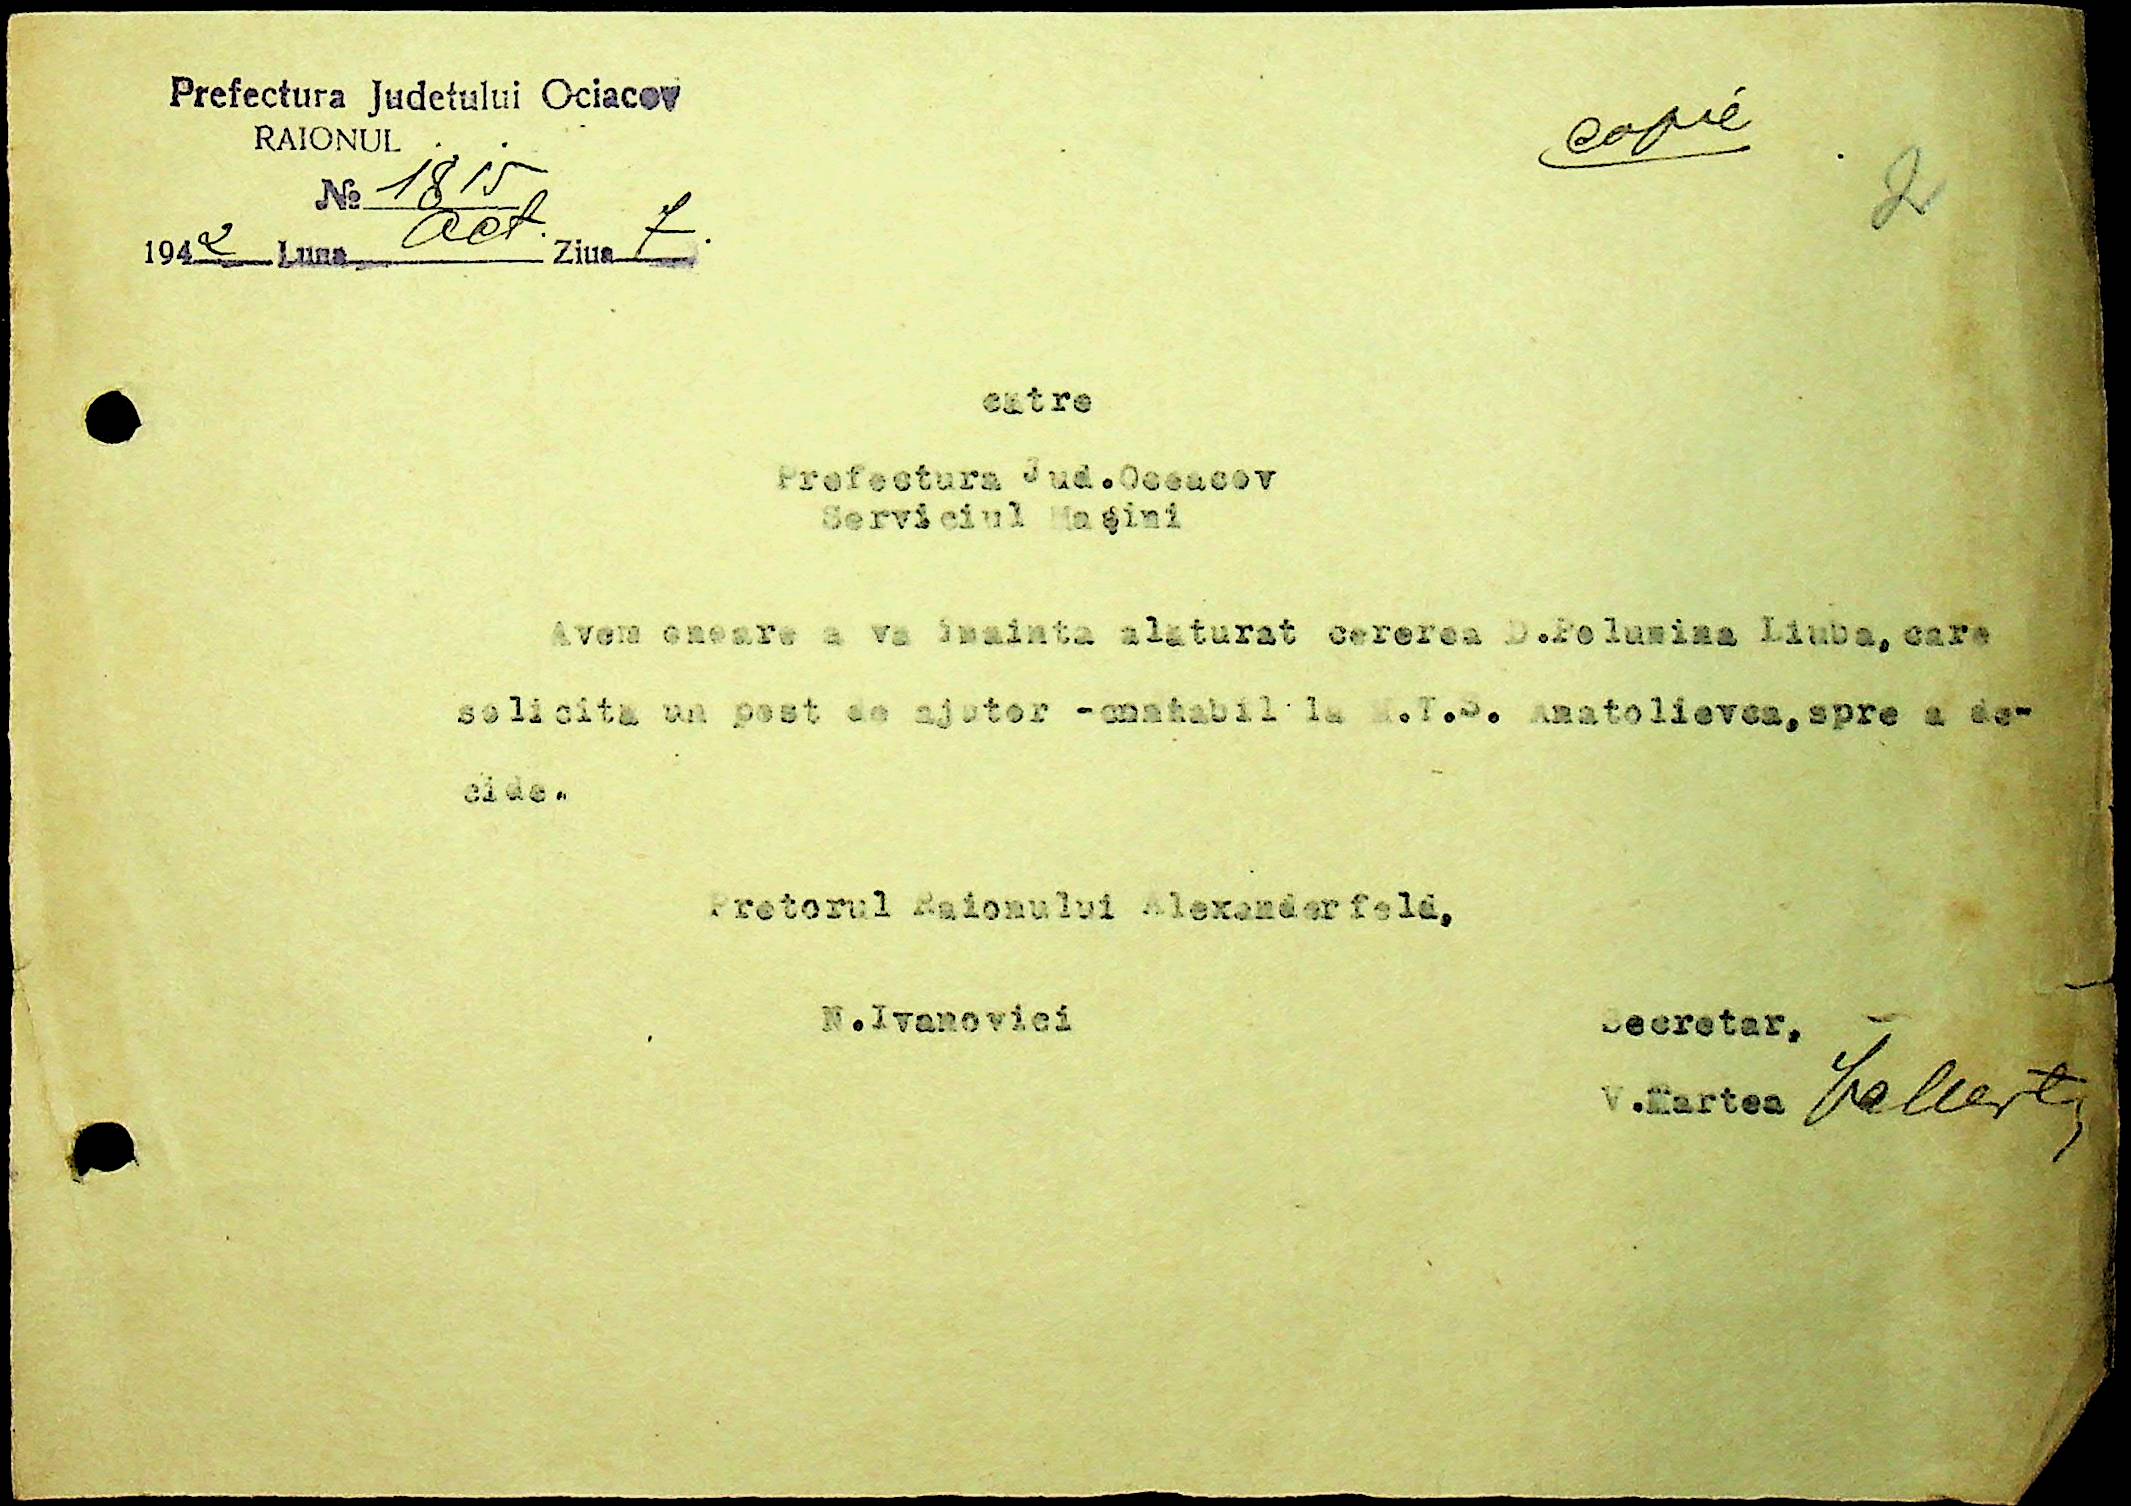 Prefectura Judetului Ociacov
copie
RAIONUL
2
№ 1815
1942 Luna Oct. Ziua 7.
catre
Prefectura Jud.Oceacov
Serviciul Maşini
Avem onoare a va inainta alaturat cererea D.Polunina Liuba, care
solicita un post de ajutor -contabil la M.T.S. Anatolievca, spre a de-
cide.
Pretorul Raionului Alexanderfeld,
N.Ivanovici
Secretar,
V.Martea